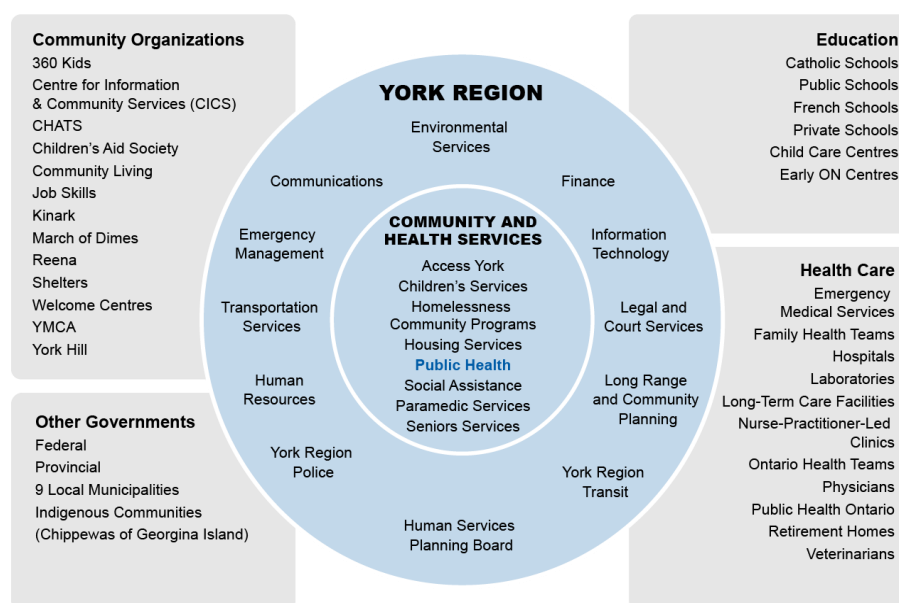 Community Organizations
360 Kids
Centre for Information
& Community Services (CICS)
CHATS
Children's Aid Society
Community Living
Job Skills
Kinark
March of Dimes
Reena
Shelters
Welcome Centres
YMCA
York Hill
Other Governments
Federal
Provincial
9 Local Municipalities
Indigenous Communities
(Chippewas of Georgina Island)
YORK REGION
Environmental
Services
Communications
Finance
Emergency
Management
Information
Technology
Transportation
Services
Legal and
Court Services
Human
Resources
Long Range
and Community
Planning
York Region
Police
York Region
Transit
Human Services
Planning Board
COMMUNITY AND
HEALTH SERVICES
Access York
Children's Services
Homelessness
Community Programs
Housing Services
Public Health
Social Assistance
Paramedic Services
Seniors Services
Education
Catholic Schools
Public Schools
French Schools
Private Schools
Child Care Centres
Early ON Centres
Health Care
Emergency
Medical Services
Family Health Teams
Hospitals
Laboratories
Long-Term Care Facilities
Nurse-Practitioner-Led
Clinics
Ontario Health Teams
Physicians
Public Health Ontario
Retirement Homes
Veterinarians